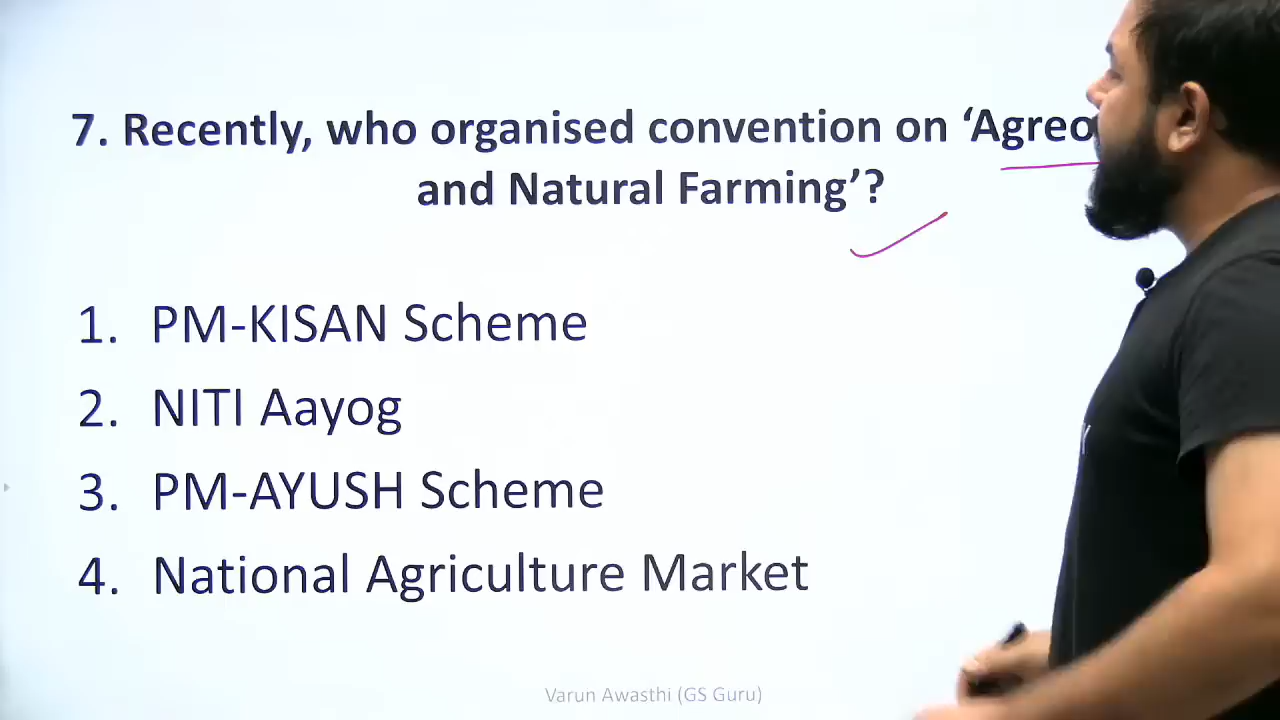 7. Recently, who organised convention on ‘Agreo
and Natural Farming’?
1. PM-KISAN Scheme
2. NITI Aayog
3. PM-AYUSH Scheme
4. National Agriculture Market
Varun Awasthi (GS Guru)